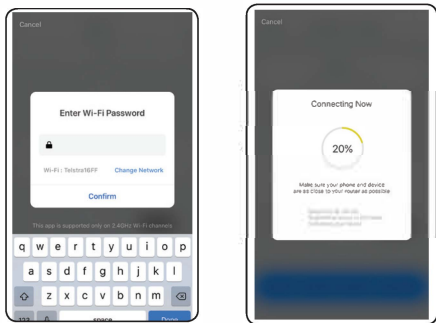 Cancel
Enter Wi-Fi Password
Wi-Fi : Telstra16FF Change Network
Confirm
This app is supported only on 2.4GHz Wi-Fi channels
q w e r t y u i o p
a s d f g h j k l
z x c v b n m
123 space Done
Cancel
Connecting Now
20%
Make sure your phone and device
are as close to your router as possible